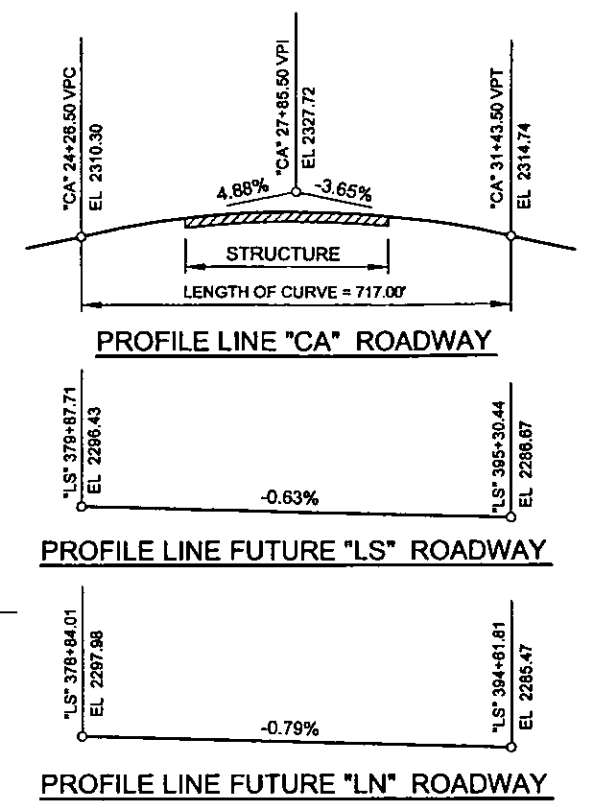 "CA" 24+26.50 VPC
EL 2310.30
"CA" 27+85.50 VPI
EL 2327.72
"CA" 31+43.50 VPT
EL 2314.74
4.88%
-3.65%
STRUCTURE
LENGTH OF CURVE = 717.00'
PROFILE LINE "CA" ROADWAY
"LS" 379+87.71
EL 2296.43
"LS" 395+30.44
EL 2286.67
-0.63%
PROFILE LINE FUTURE "LS" ROADWAY
"LS" 378+84.01
EL 2297.98
"LS" 394+61.81
EL 2285.47
-0.79%
PROFILE LINE FUTURE "LN" ROADWAY